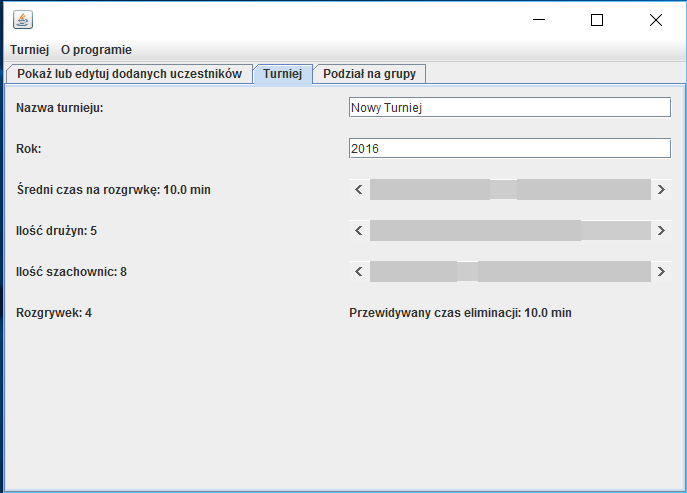 Turniej O programie
Pokaż lub edytuj dodanych uczestników Turniej Podział na grupy
Nazwa turnieju: Nowy Turniej
Rok: 2016
Średni czas na rozgrwkę: 10.0 min
Ilość drużyn: 5
Ilość szachownic: 8
Rozgrywek: 4 Przewidywany czas eliminacji: 10.0 min